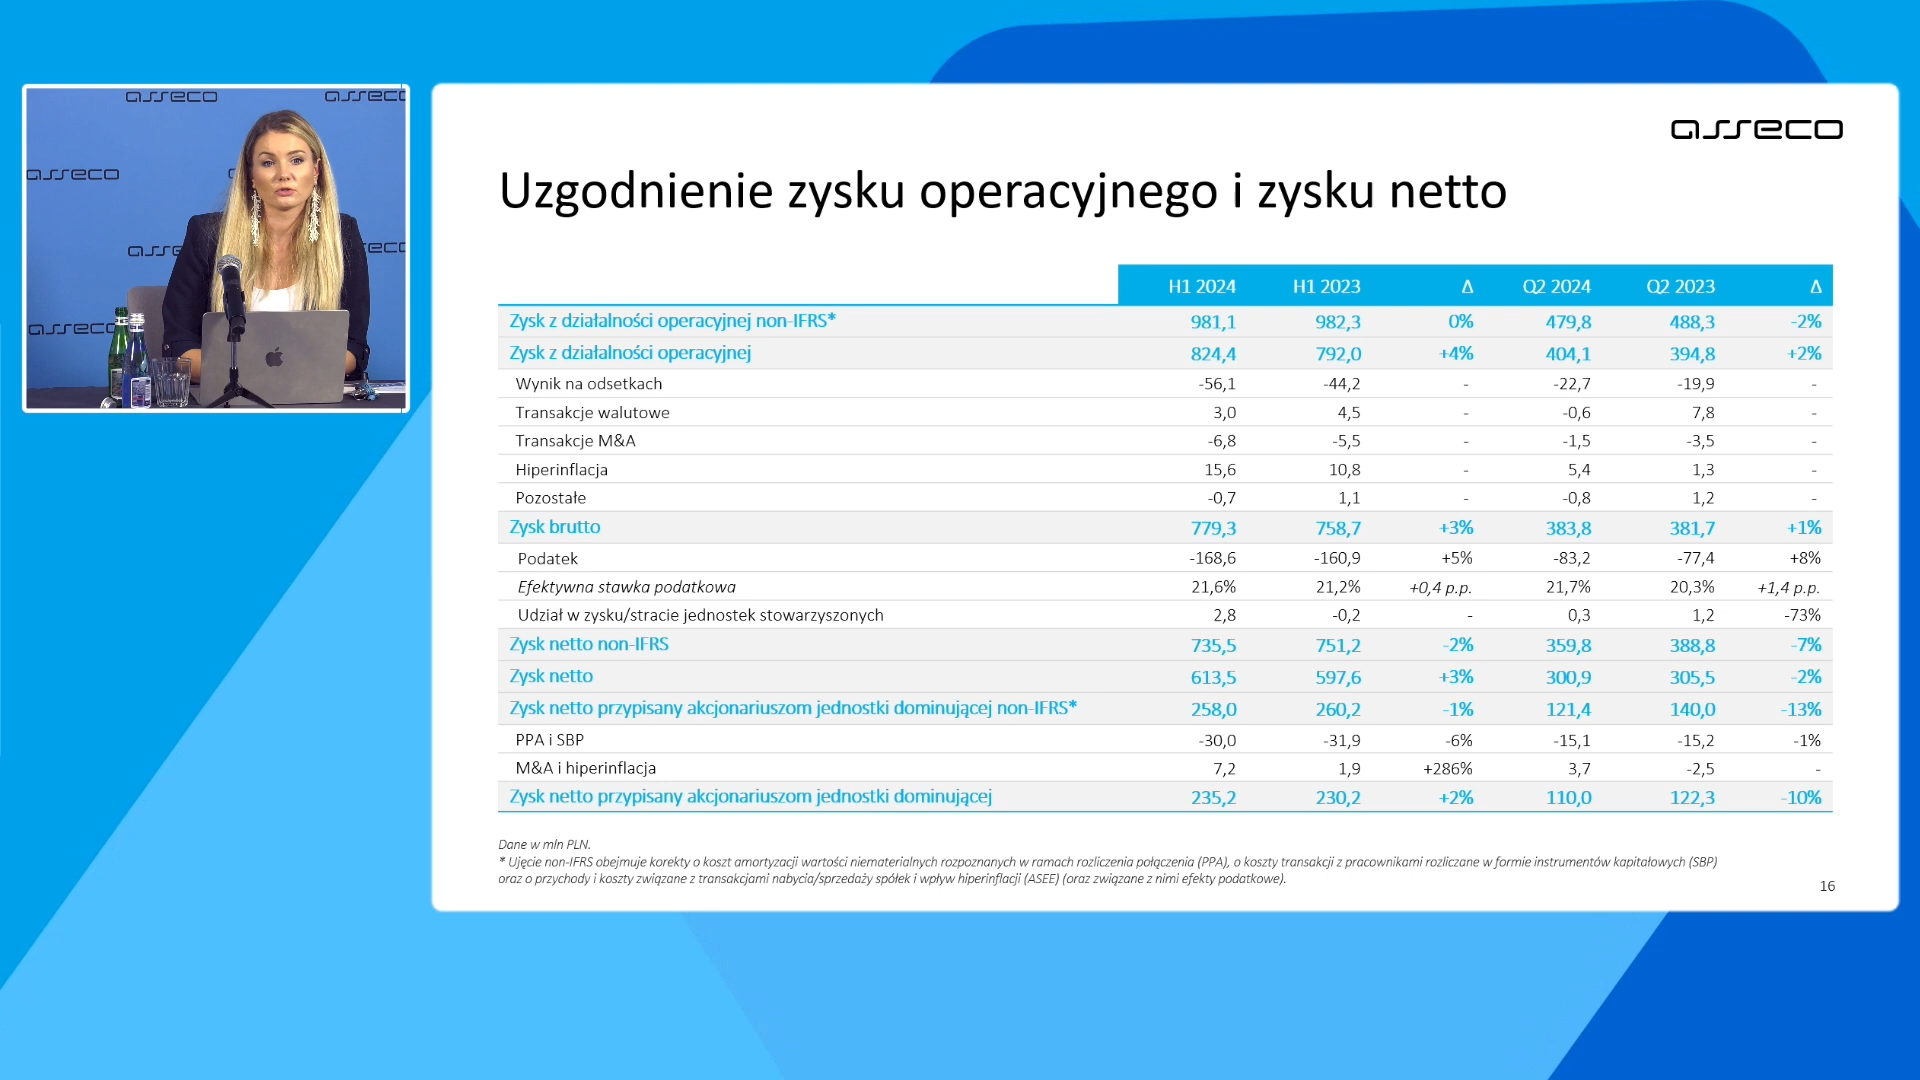 asseco
asseco
asseco
asse
eco
asseco
asseco
Uzgodnienie zysku operacyjnego i zysku netto
H1 2024 H1 2023 Δ Q2 2024 Q2 2023 Δ
Zysk z działalności operacyjnej non-IFRS* 981,1 982,3 0% 479,8 488,3 -2%
Zysk z działalności operacyjnej 824,4 792,0 +4% 404,1 394,8 +2%
Wynik na odsetkach -56,1 -44,2 - -22,7 -19,9 -
Transakcje walutowe 3,0 4,5 - -0,6 7,8 -
Transakcje M&A -6,8 -5,5 - -1,5 -3,5 -
Hiperinflacja 15,6 10,8 - 5,4 1,3 -
Pozostałe -0,7 1,1 - -0,8 1,2 -
Zysk brutto 779,3 758,7 +3% 383,8 381,7 +1%
Podatek -168,6 -160,9 +5% -83,2 -77,4 +8%
Efektywna stawka podatkowa 21,6% 21,2% +0,4 p.p. 21,7% 20,3% +1,4 p.p.
Udział w zysku/stracie jednostek stowarzyszonych 2,8 -0,2 - 0,3 1,2 -73%
Zysk netto non-IFRS 735,5 751,2 -2% 359,8 388,8 -7%
Zysk netto 613,5 597,6 +3% 300,9 305,5 -2%
Zysk netto przypisany akcjonariuszom jednostki dominującej non-IFRS* 258,0 260,2 -1% 121,4 140,0 -13%
PPA i SBP -30,0 -31,9 -6% -15,1 -15,2 -1%
M&A i hiperinflacja 7,2 1,9 +286% 3,7 -2,5 -
Zysk netto przypisany akcjonariuszom jednostki dominującej 235,2 230,2 +2% 110,0 122,3 -10%
Dane w mln PLN.
* Ujęcie non-IFRS obejmuje korekty o koszt amortyzacji wartości niematerialnych rozpoznanych w ramach rozliczenia połączenia (PPA), o koszty transakcji z pracownikami rozliczane w formie instrumentów kapitałowych (SBP)
oraz o przychody i koszty związane z transakcjami nabycia/sprzedaży spółek i wpływ hiperinflacji (ASEE) (oraz związane z nimi efekty podatkowe).
16